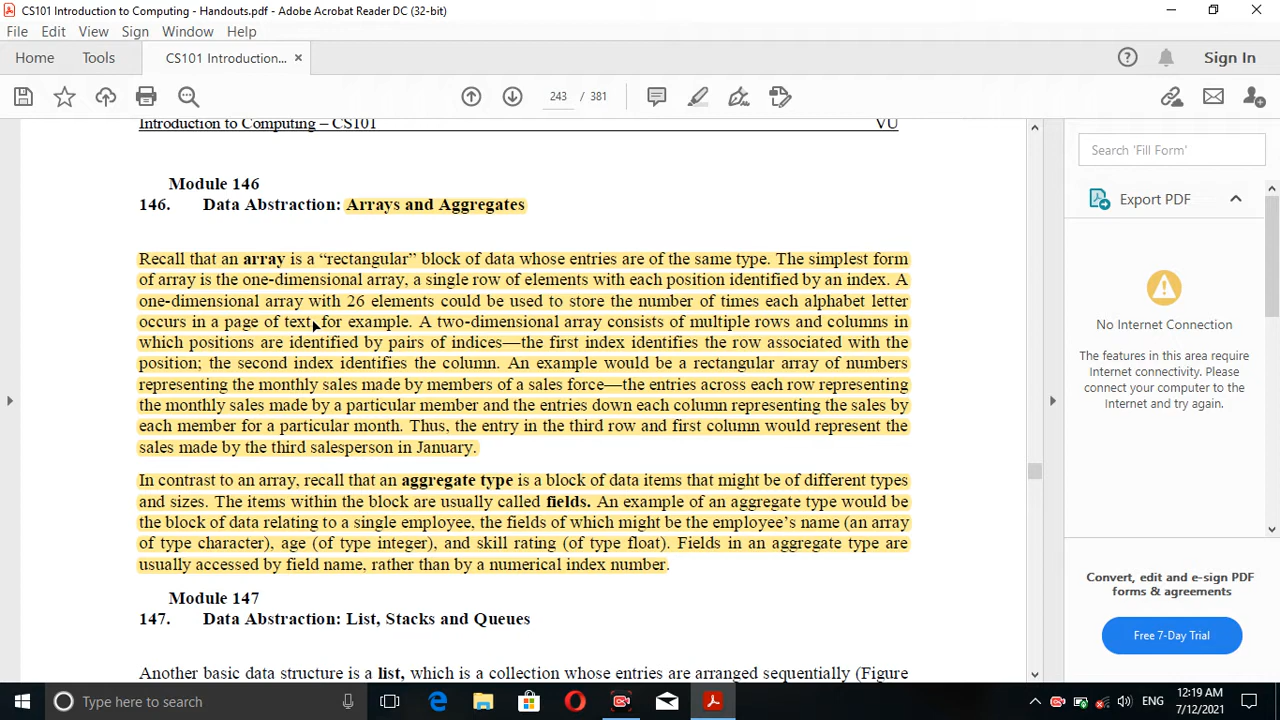 CS101 Introduction to Computing - Handouts.pdf - Adobe Acrobat Reader DC (32-bit)
File Edit View Sign Window Help
Home Tools CS101 Introduction... × Sign In
243 / 381
Introduction to Computing – CS101 VU
Module 146
146. Data Abstraction: Arrays and Aggregates
Recall that an array is a “rectangular” block of data whose entries are of the same type. The simplest form
of array is the one-dimensional array, a single row of elements with each position identified by an index. A
one-dimensional array with 26 elements could be used to store the number of times each alphabet letter
occurs in a page of text, for example. A two-dimensional array consists of multiple rows and columns in
which positions are identified by pairs of indices—the first index identifies the row associated with the
position; the second index identifies the column. An example would be a rectangular array of numbers
representing the monthly sales made by members of a sales force—the entries across each row representing
the monthly sales made by a particular member and the entries down each column representing the sales by
each member for a particular month. Thus, the entry in the third row and first column would represent the
sales made by the third salesperson in January.
In contrast to an array, recall that an aggregate type is a block of data items that might be of different types
and sizes. The items within the block are usually called fields. An example of an aggregate type would be
the block of data relating to a single employee, the fields of which might be the employee’s name (an array
of type character), age (of type integer), and skill rating (of type float). Fields in an aggregate type are
usually accessed by field name, rather than by a numerical index number.
Module 147
147. Data Abstraction: List, Stacks and Queues
Another basic data structure is a list, which is a collection whose entries are arranged sequentially (Figure
Search 'Fill Form'
Export PDF
No Internet Connection
The features in this area require
Internet connectivity. Please
connect your computer to the
Internet and try again.
Convert, edit and e-sign PDF
forms & agreements
Free 7-Day Trial
Type here to search
ENG
12:19 AM
7/12/2021